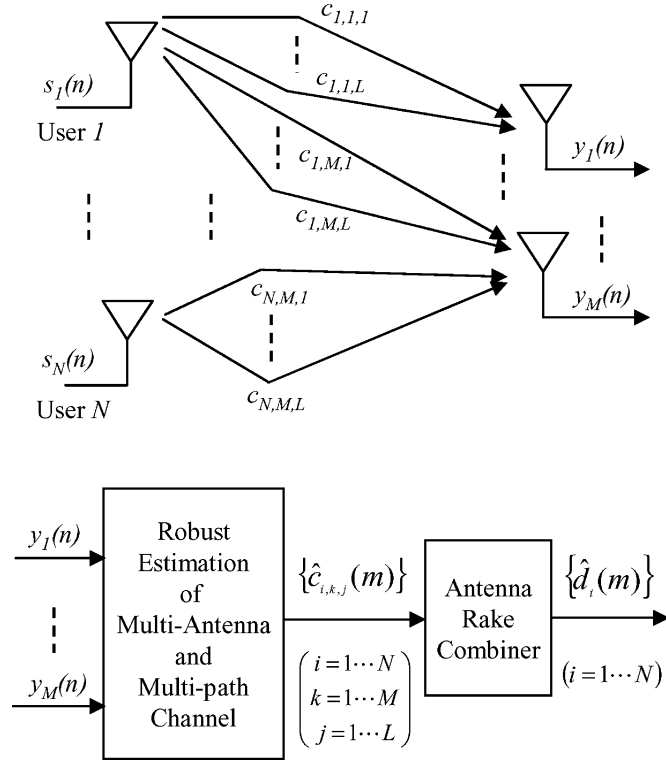 c1,1,1
s1(n)
c1,1,L
User 1
y1(n)
c1,M,1
c1,M,L
cN,M,1
yM(n)
sN(n)
User N
cN,M,L
y1(n)
yM(n)
Robust
Estimation
of
Multi-Antenna
and
Multi-path
Channel
{ĉi,k,j(m)}
(i = 1⋯N
k = 1⋯M
j = 1⋯L)
Antenna
Rake
Combiner
{d̂i(m)}
(i = 1⋯N)